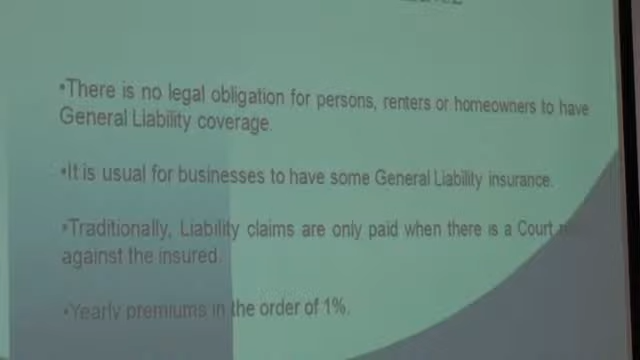 •There is no legal obligation for persons, renters or homeowners to have
General Liability coverage.
•It is usual for businesses to have some General Liability insurance.
•Traditionally, Liability claims are only paid when there is a Court
against the insured.
•Yearly premiums in the order of 1%.